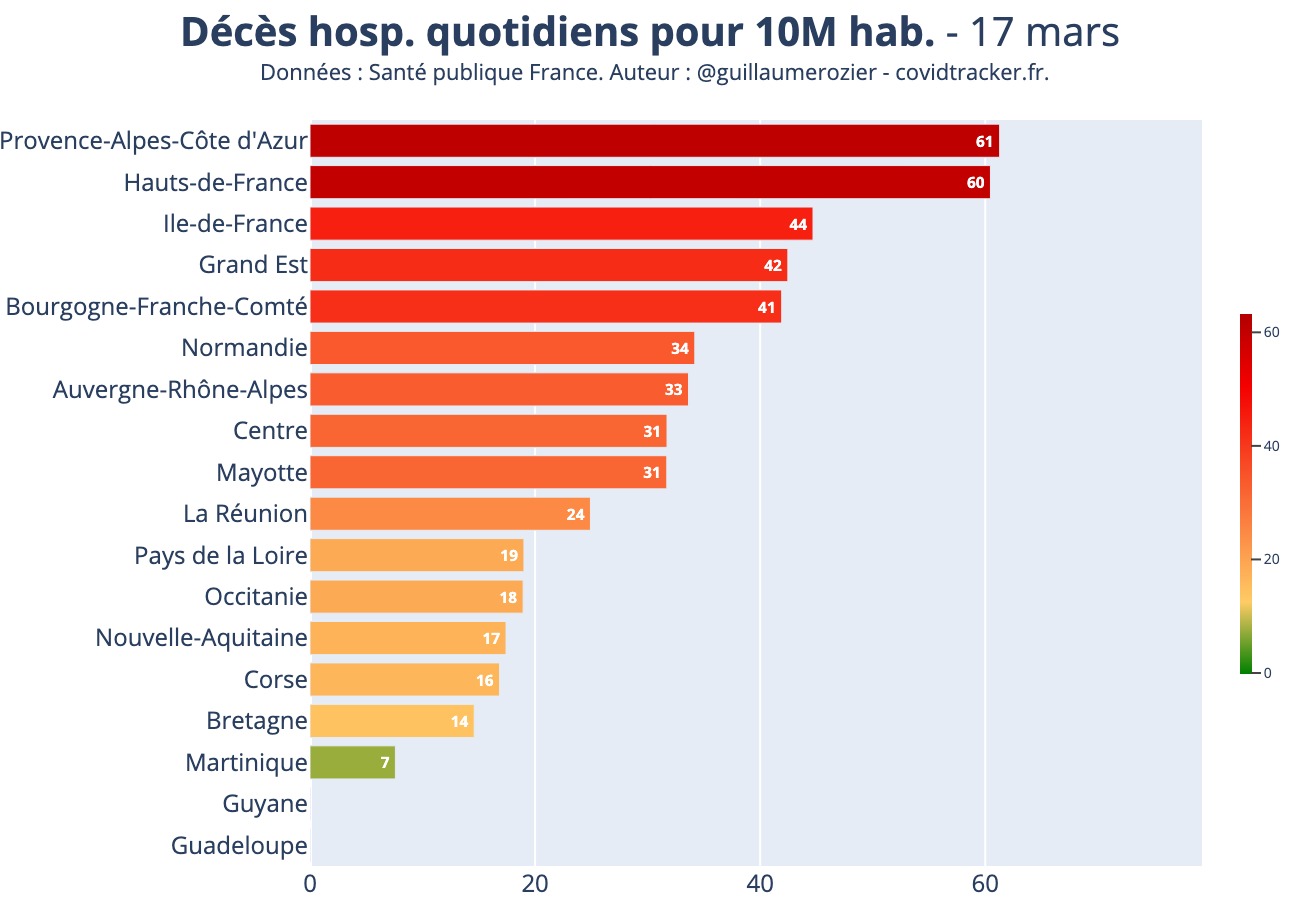 Décès hosp. quotidiens pour 10M hab. - 17 mars
Données : Santé publique France. Auteur : @guillaumerozier - covidtracker.fr.
Provence-Alpes-Côte d'Azur 61
Hauts-de-France 60
Ile-de-France 44
Grand Est 42
Bourgogne-Franche-Comté 41
Normandie 34
Auvergne-Rhône-Alpes 33
Centre 31
Mayotte 31
La Réunion 24
Pays de la Loire 19
Occitanie 18
Nouvelle-Aquitaine 17
Corse 16
Bretagne 14
Martinique 7
Guyane
Guadeloupe
0 20 40 60
60
40
20
0